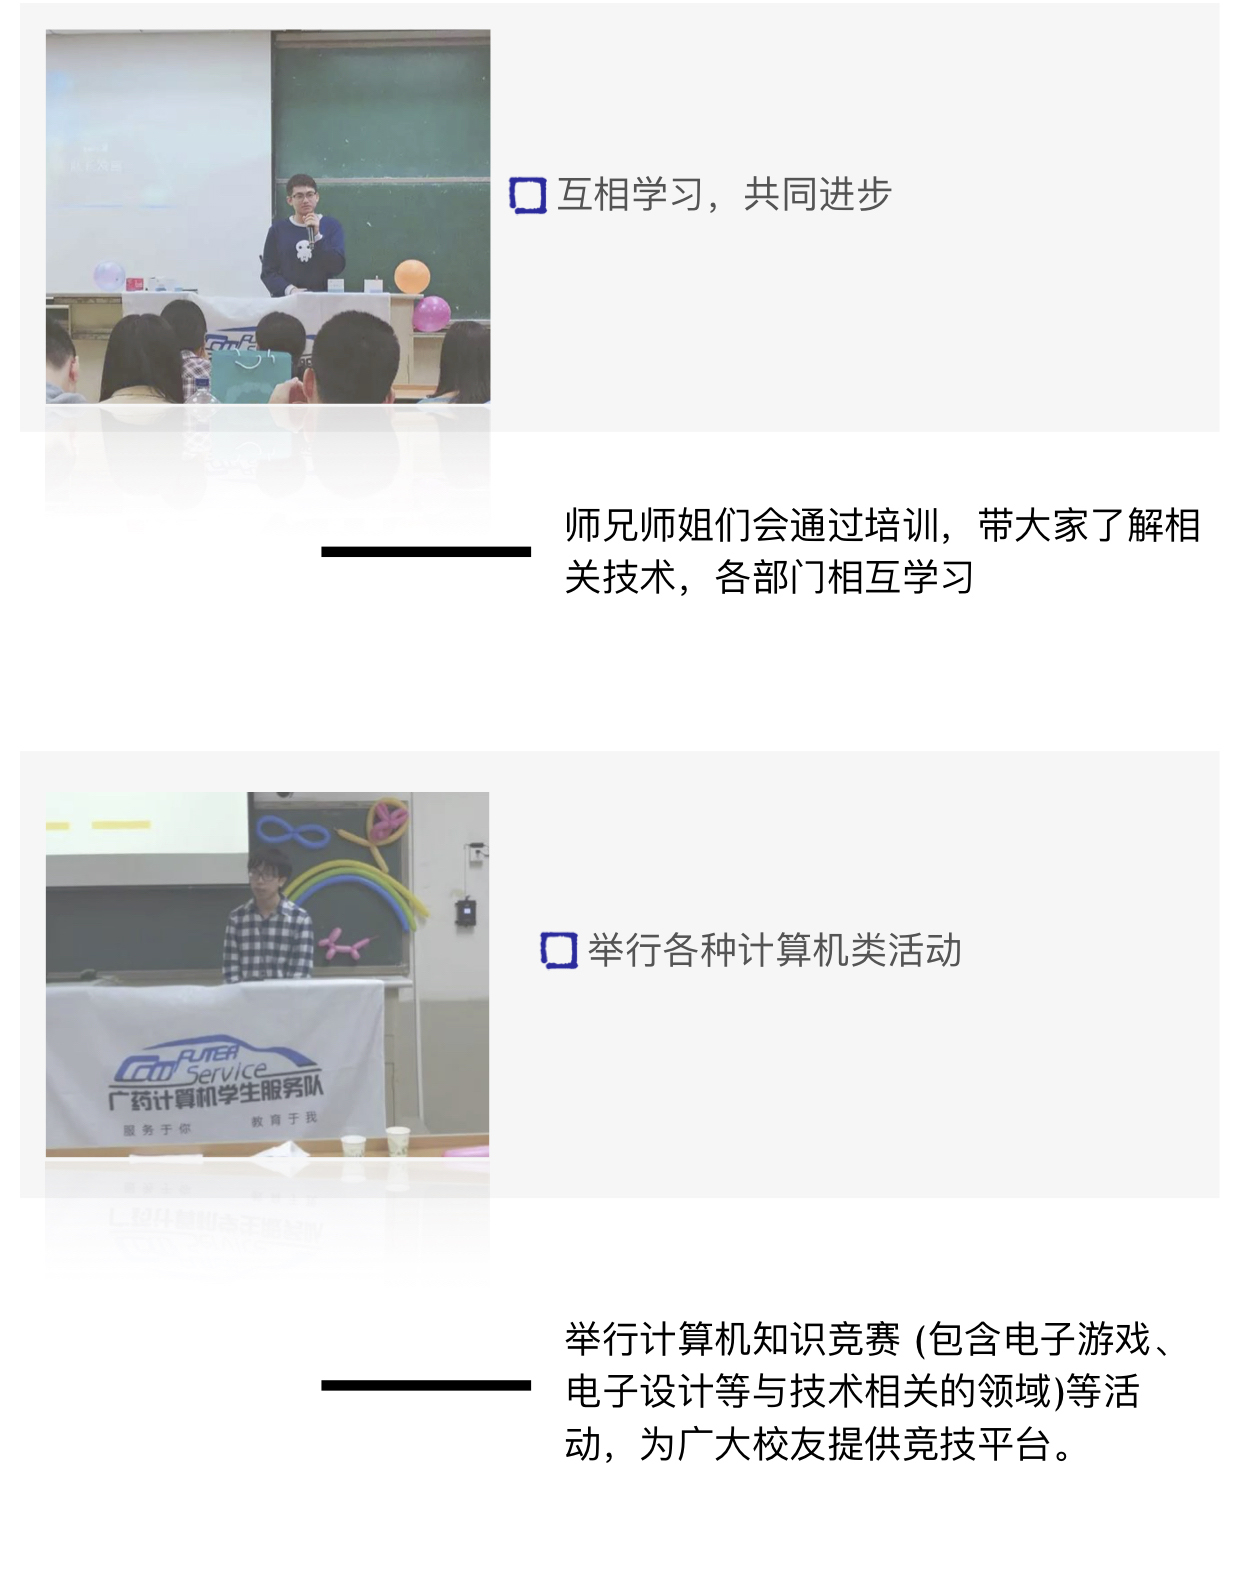 互相学习，共同进步
师兄师姐们会通过培训，带大家了解相
关技术，各部门相互学习
举行各种计算机类活动
Computer
Service
广药计算机学生服务队
服务于你 教育于我
举行计算机知识竞赛 (包含电子游戏、
电子设计等与技术相关的领域)等活
动，为广大校友提供竞技平台。